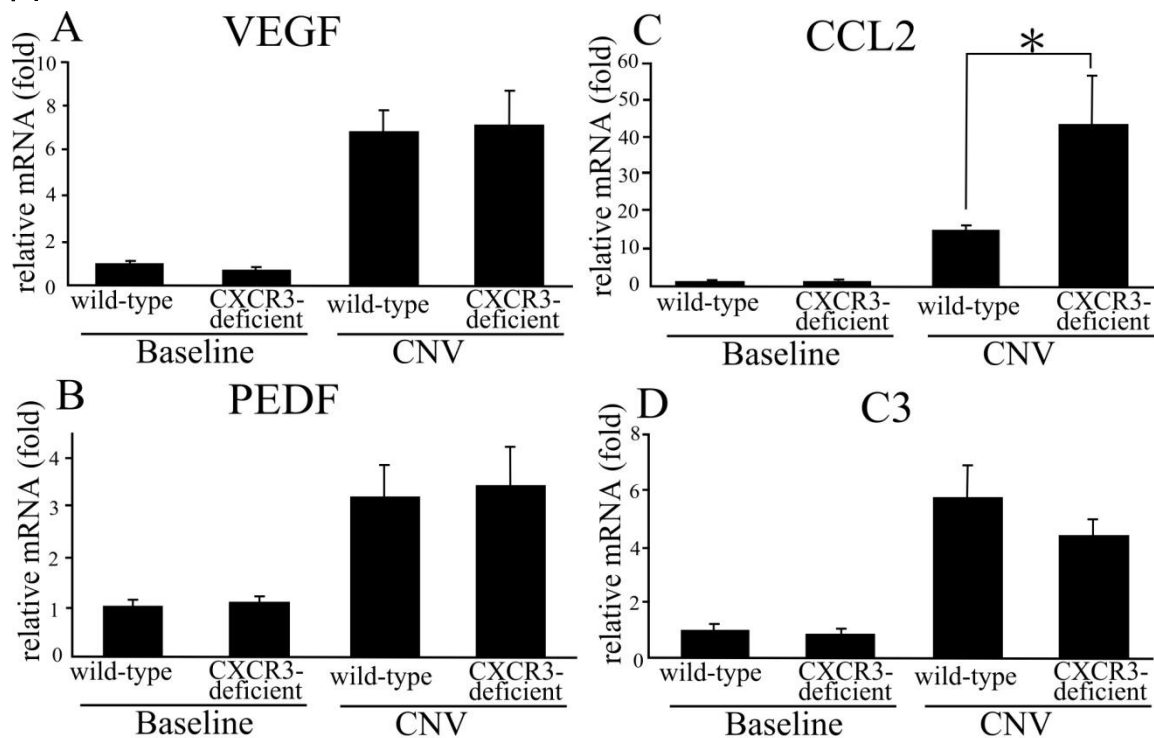 A
VEGF
relative mRNA (fold)
10
8
6
4
2
0
wild-type
CXCR3-
deficient
wild-type
CXCR3-
deficient
Baseline
CNV
C
CCL2
*
relative mRNA (fold)
60
50
40
30
20
10
0
wild-type
CXCR3-
deficient
wild-type
CXCR3-
deficient
Baseline
CNV
B
PEDF
relative mRNA (fold)
4
3
2
1
0
wild-type
CXCR3-
deficient
wild-type
CXCR3-
deficient
Baseline
CNV
D
C3
relative mRNA (fold)
8
6
4
2
0
wild-type
CXCR3-
deficient
wild-type
CXCR3-
deficient
Baseline
CNV